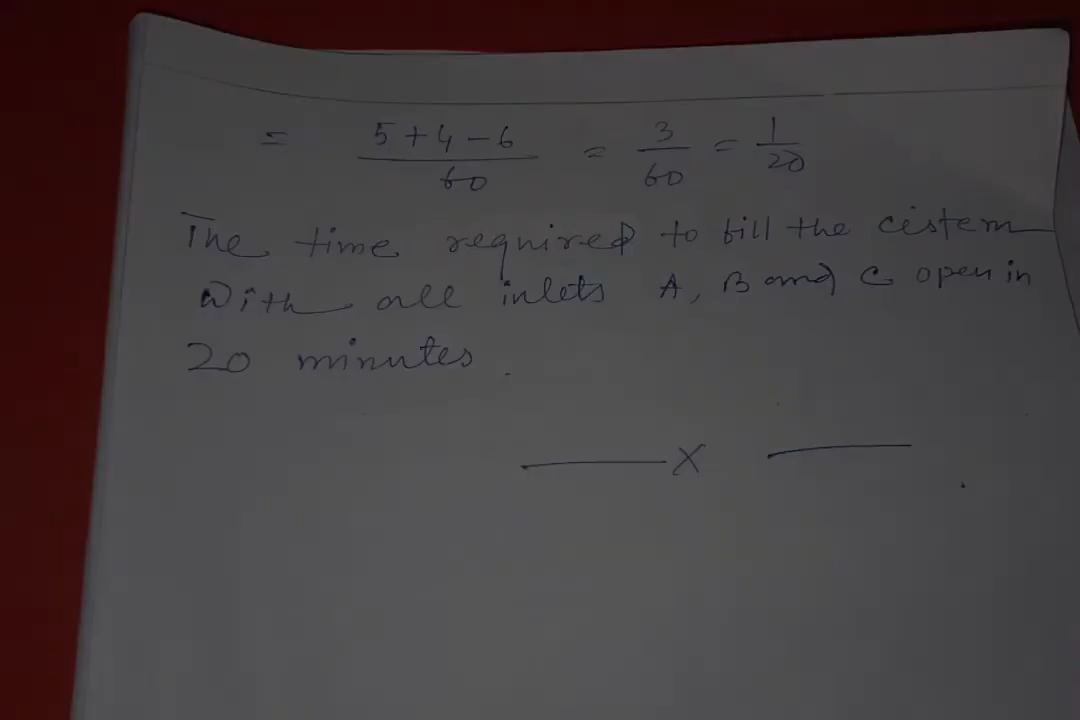 = 5+4-6/60 = 3/60 = 1/20
The time required to fill the cistern
With all inlets A, B and C open in
20 minutes.
—— X ——